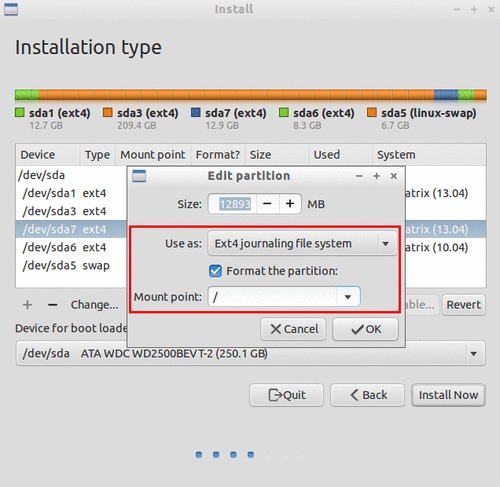 Install
Installation type
sda1 (ext4) sda3 (ext4) sda7 (ext4) sda6 (ext4) sda5 (linux-swap)
12.7 GB 209.4 GB 12.9 GB 8.3 GB 6.7 GB
Device Type Mount point Format? Size Used System
/dev/sda
/dev/sda1 ext4 atrix (13.04)
/dev/sda3 ext4
/dev/sda7 ext4 atrix (13.04)
/dev/sda6 ext4 atrix (10.04)
/dev/sda5 swap
Edit partition
Size: 12893 MB
Use as: Ext4 journaling file system
Format the partition:
Mount point: /
Cancel OK
+ − Change... able... Revert
Device for boot loade
/dev/sda ATA WDC WD2500BEVT-2 (250.1 GB)
Quit Back Install Now